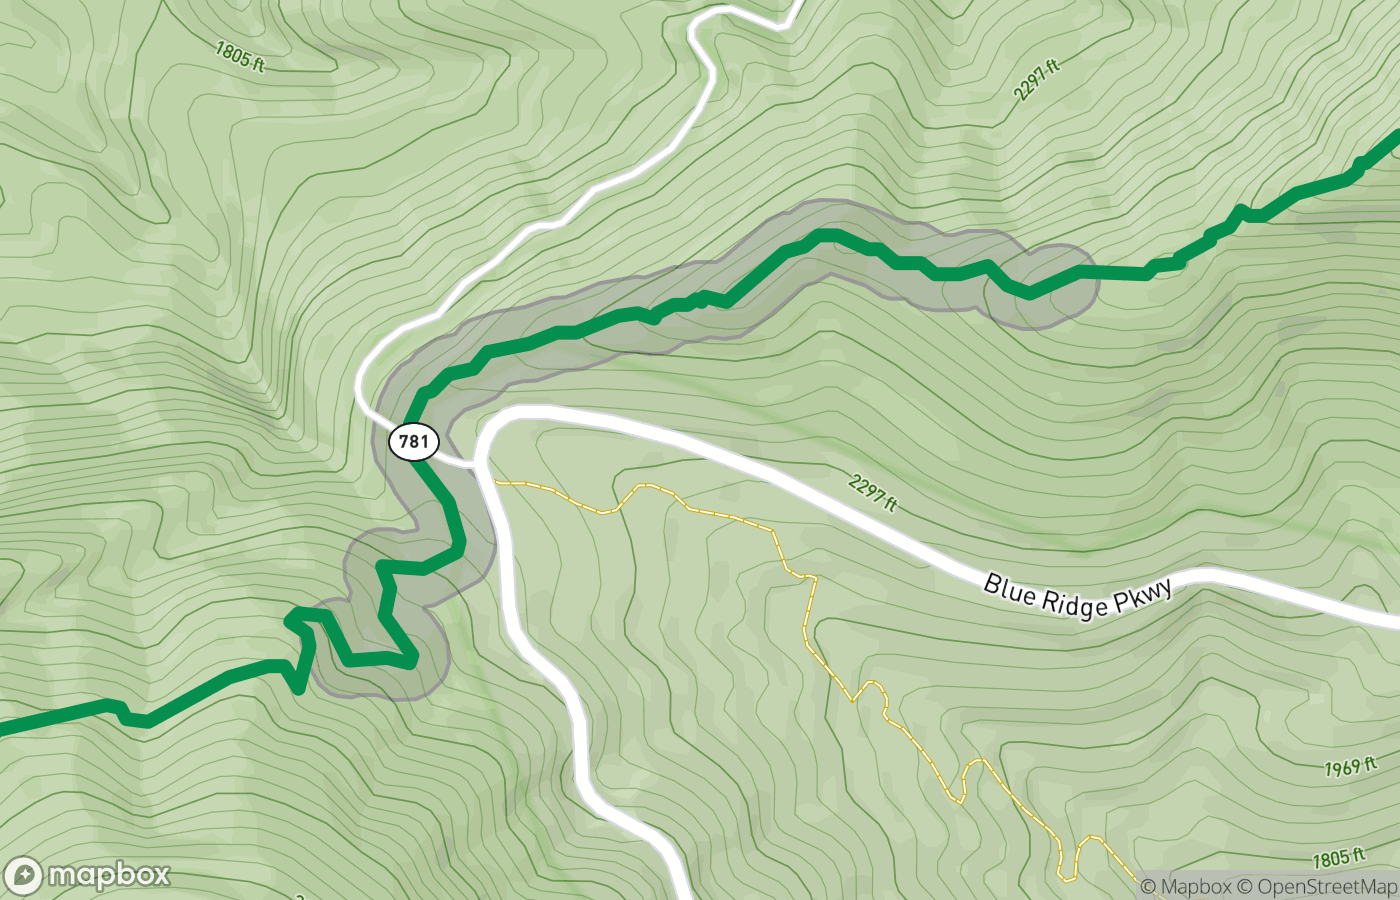 1805 ft
2297 ft
781
2297 ft
Blue Ridge Pkwy
1969 ft
1805 ft
mapbox
© Mapbox © OpenStreetMap